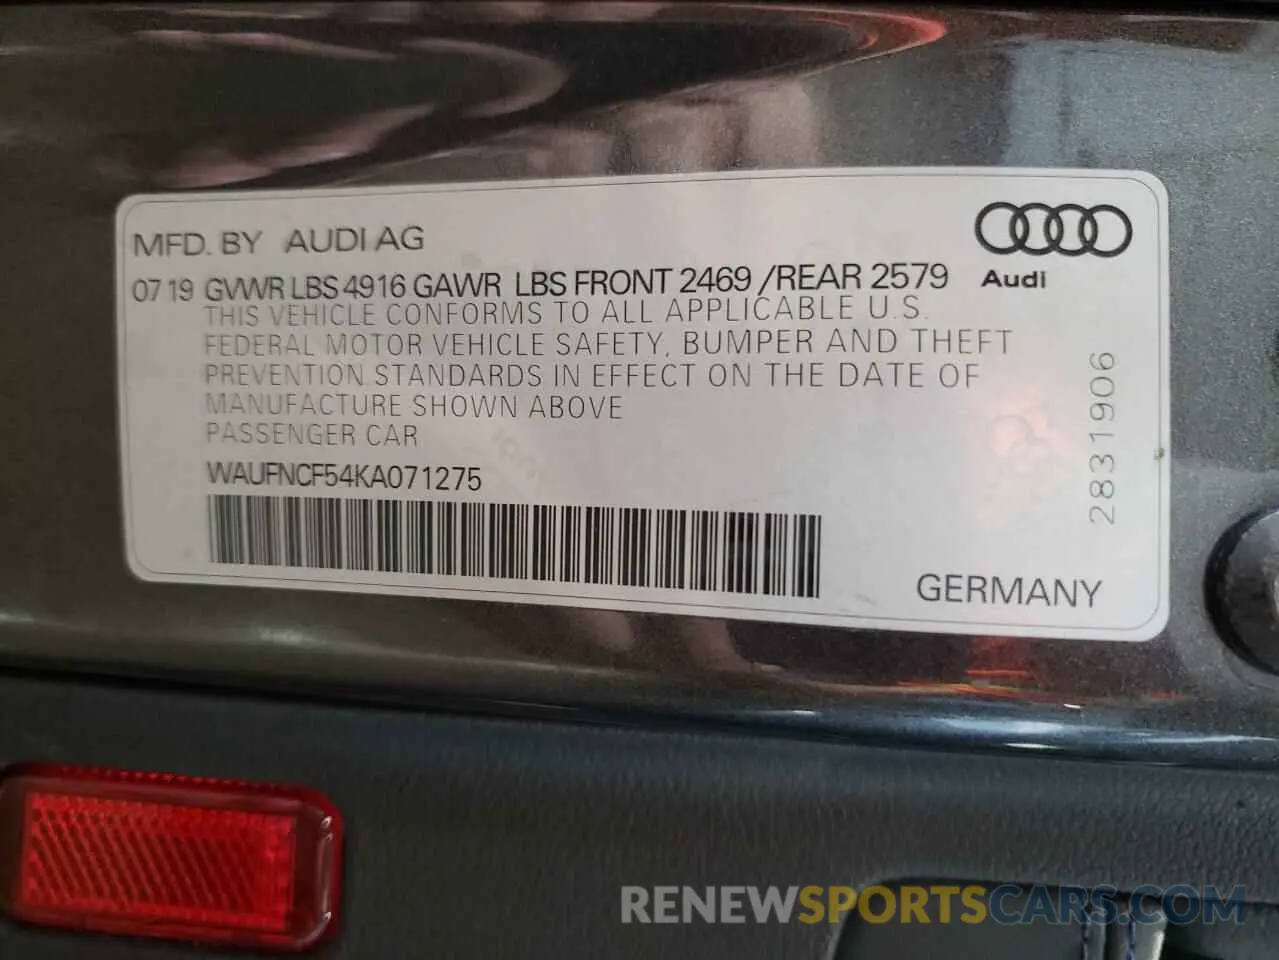 MFD. BY AUDI AG
Audi
07 19 GVWR LBS 4916 GAWR LBS FRONT 2469 /REAR 2579
THIS VEHICLE CONFORMS TO ALL APPLICABLE U.S.
FEDERAL MOTOR VEHICLE SAFETY, BUMPER AND THEFT
PREVENTION STANDARDS IN EFFECT ON THE DATE OF
MANUFACTURE SHOWN ABOVE
PASSENGER CAR
WAUFNCF54KA071275
2831906
GERMANY
RENEWSPORTSCARS.COM